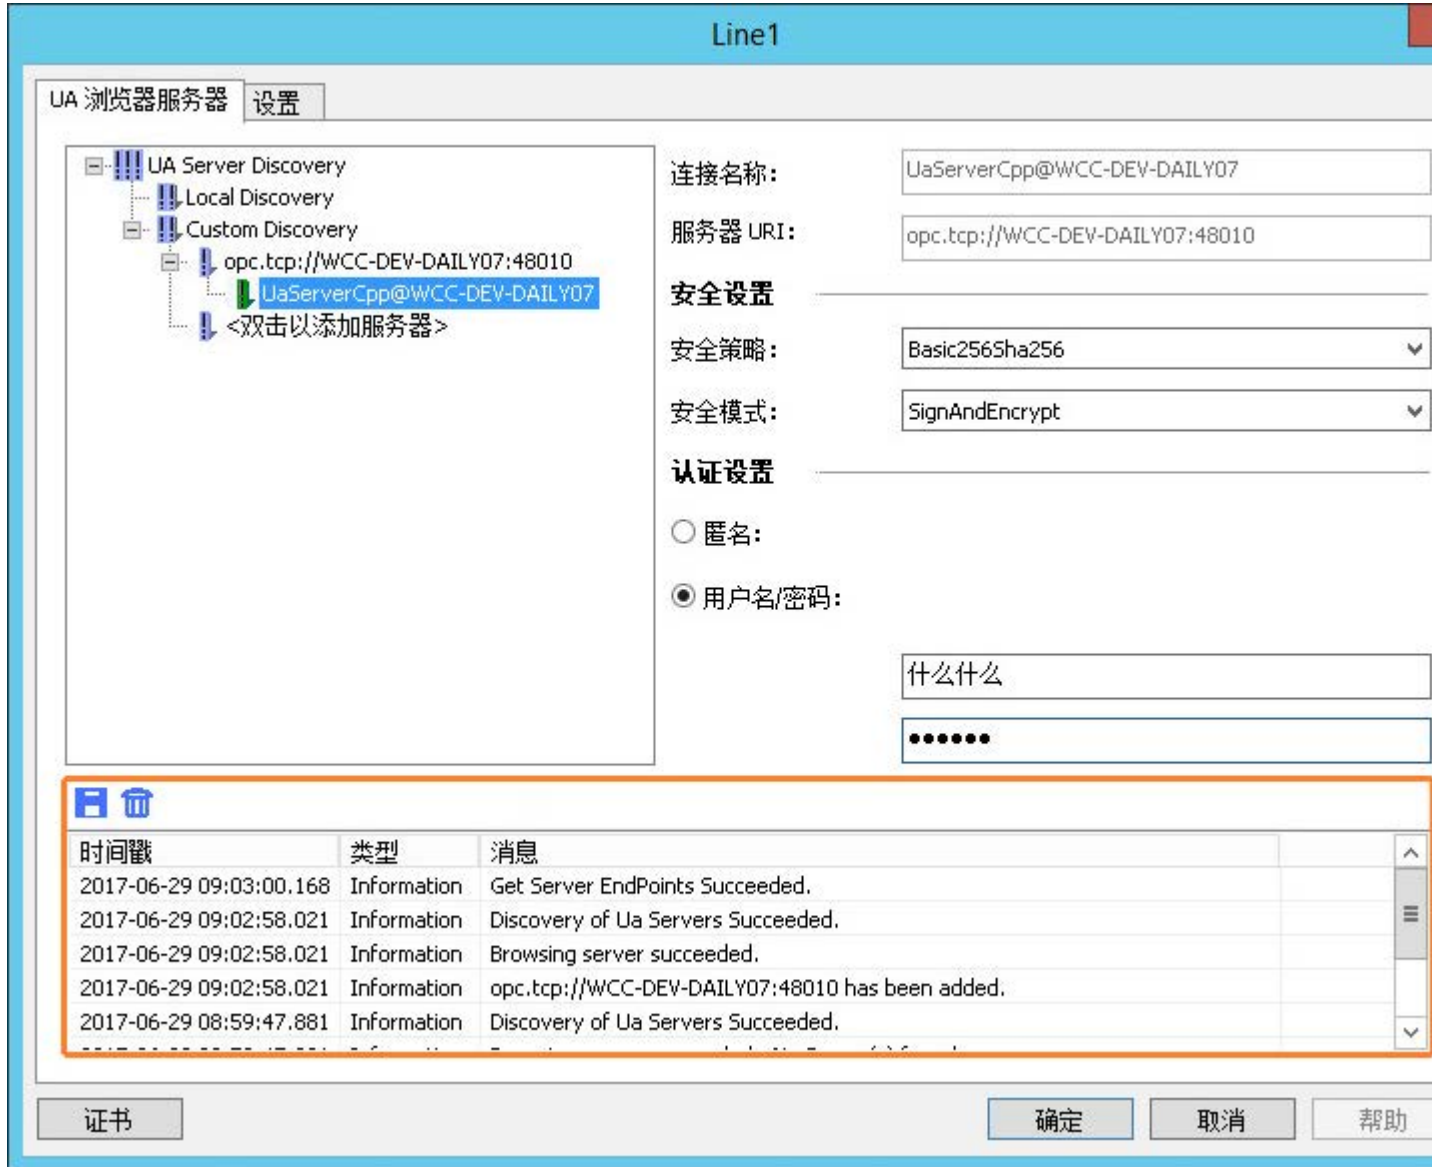 Line1
UA 浏览器服务器
设置
UA Server Discovery
Local Discovery
Custom Discovery
opc.tcp://WCC-DEV-DAILY07:48010
UaServerCpp@WCC-DEV-DAILY07
<双击以添加服务器>
连接名称:
UaServerCpp@WCC-DEV-DAILY07
服务器 URI:
opc.tcp://WCC-DEV-DAILY07:48010
安全设置
安全策略:
Basic256Sha256
安全模式:
SignAndEncrypt
认证设置
匿名:
用户名/密码:
什么什么
••••••
时间戳 类型 消息
2017-06-29 09:03:00.168 Information Get Server EndPoints Succeeded.
2017-06-29 09:02:58.021 Information Discovery of Ua Servers Succeeded.
2017-06-29 09:02:58.021 Information Browsing server succeeded.
2017-06-29 09:02:58.021 Information opc.tcp://WCC-DEV-DAILY07:48010 has been added.
2017-06-29 08:59:47.881 Information Discovery of Ua Servers Succeeded.
证书
确定
取消
帮助